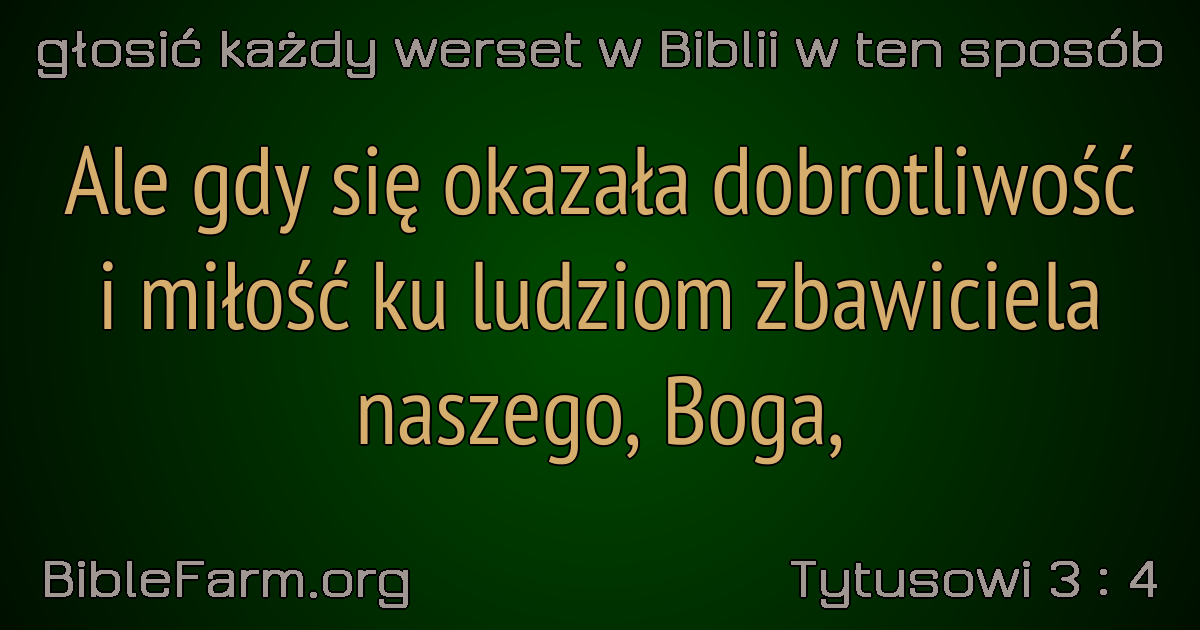 głosić każdy werset w Biblii w ten sposób
Ale gdy się okazała dobrotliwość
i miłość ku ludziom zbawiciela
naszego, Boga,
BibleFarm.org
Tytusowi 3 : 4